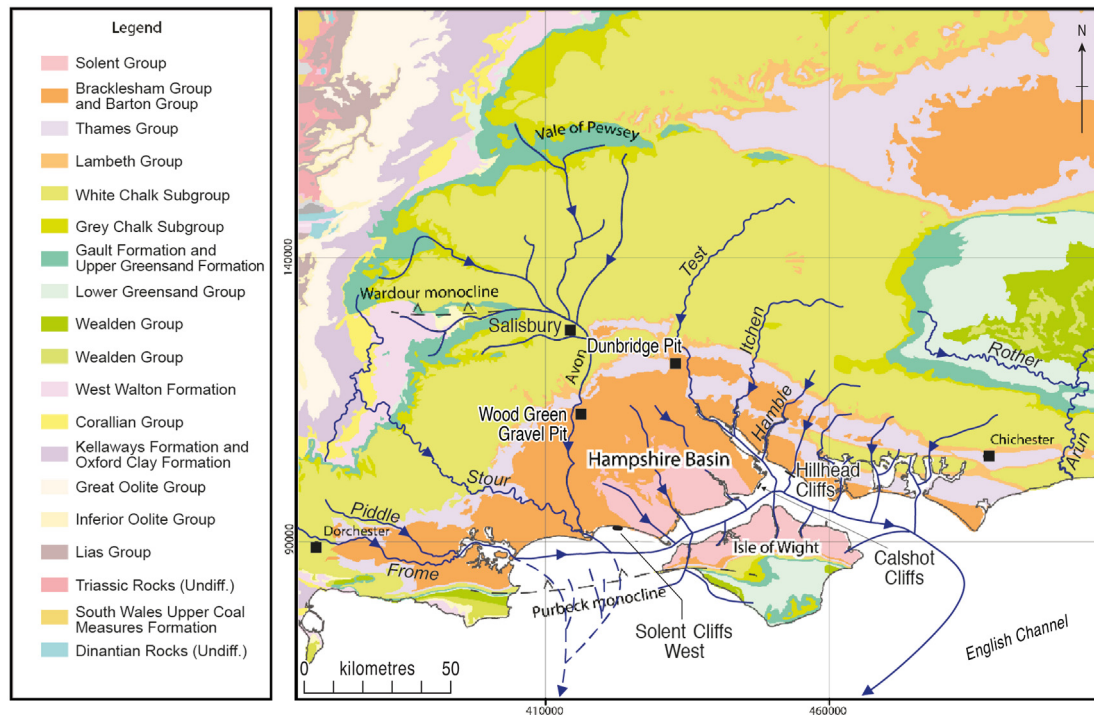 Legend
Solent Group
Bracklesham Group
and Barton Group
Thames Group
Lambeth Group
White Chalk Subgroup
Grey Chalk Subgroup
Gault Formation and
Upper Greensand Formation
Lower Greensand Group
Wealden Group
Wealden Group
West Walton Formation
Corallian Group
Kellaways Formation and
Oxford Clay Formation
Great Oolite Group
Inferior Oolite Group
Lias Group
Triassic Rocks (Undiff.)
South Wales Upper Coal
Measures Formation
Dinantian Rocks (Undiff.)
N
Vale of Pewsey
140000
Test
Wardour monocline
Salisbury
Itchen
Dunbridge Pit
Rother
Avon
Wood Green
Gravel Pit
Hamble
Chichester
Arun
Hampshire Basin
Hillhead
Cliffs
Stour
Piddle
Dorchester
90000
Frome
Isle of Wight
Calshot
Cliffs
Purbeck monocline
Solent Cliffs
West
English Channel
0 kilometres 50
410000
460000